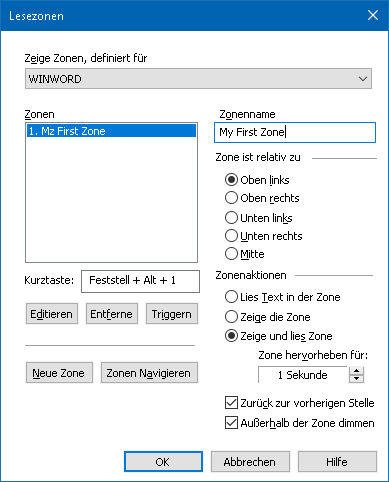 Lesezonen
Zeige Zonen, definiert für
WINWORD
Zonen
1. Mz First Zone
Kurztaste: Feststell + Alt + 1
Editieren Entferne Triggern
Neue Zone Zonen Navigieren
Zonenname
My First Zone
Zone ist relativ zu
Oben links
Oben rechts
Unten links
Unten rechts
Mitte
Zonenaktionen
Lies Text in der Zone
Zeige die Zone
Zeige und lies Zone
Zone hervorheben für:
1 Sekunde
Zurück zur vorherigen Stelle
Außerhalb der Zone dimmen
OK Abbrechen Hilfe